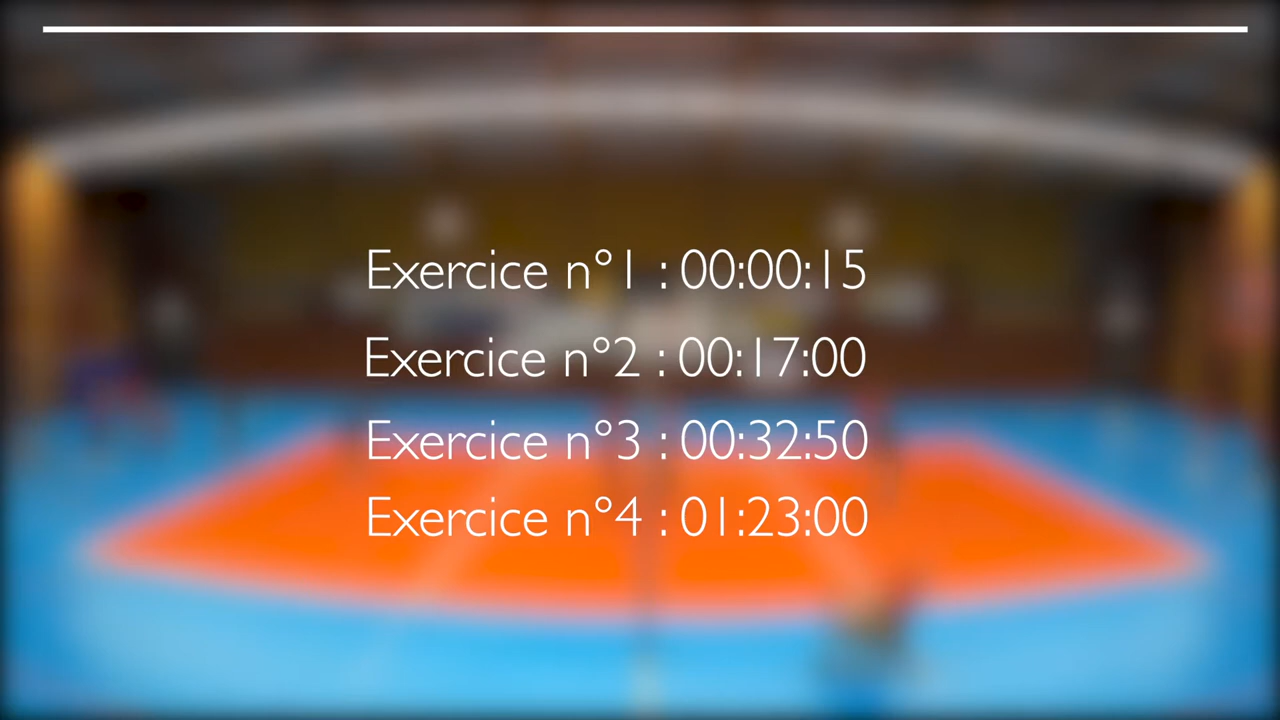 Exercice n°1 : 00:00:15
Exercice n°2 : 00:17:00
Exercice n°3 : 00:32:50
Exercice n°4 : 01:23:00